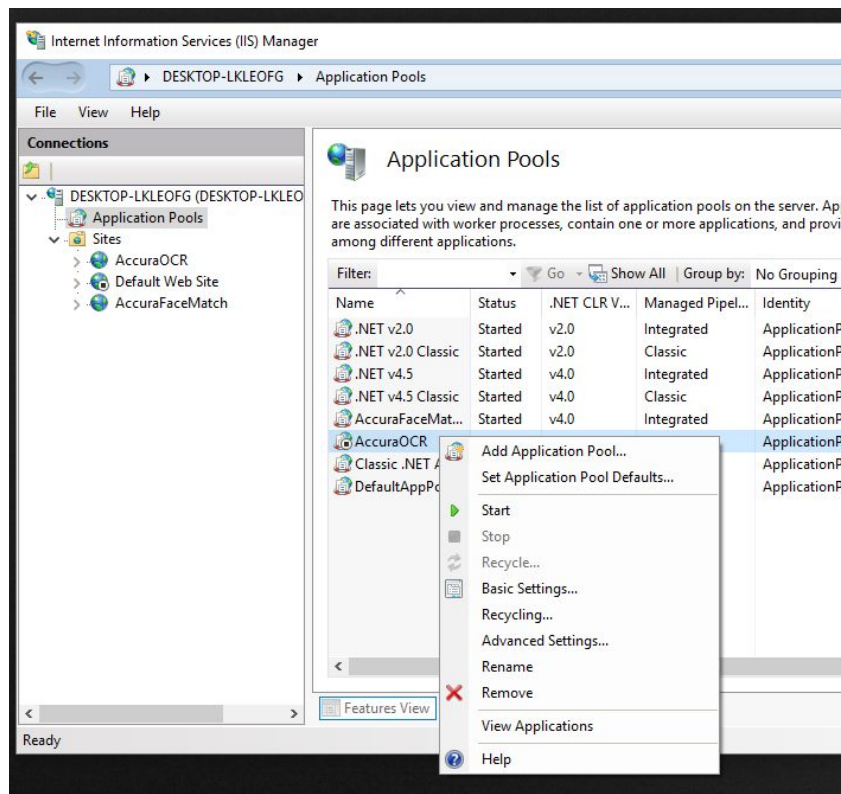 Internet Information Services (IIS) Manager
DESKTOP-LKLEOFG Application Pools
File View Help
Connections
DESKTOP-LKLEOFG (DESKTOP-LKLEO
Application Pools
Sites
AccuraOCR
Default Web Site
AccuraFaceMatch
Application Pools
This page lets you view and manage the list of application pools on the server. Ap
are associated with worker processes, contain one or more applications, and provi
among different applications.
Filter: Go Show All Group by: No Grouping
Name Status .NET CLR V... Managed Pipel... Identity
.NET v2.0 Started v2.0 Integrated ApplicationP
.NET v2.0 Classic Started v2.0 Classic ApplicationP
.NET v4.5 Started v4.0 Integrated ApplicationP
.NET v4.5 Classic Started v4.0 Classic ApplicationP
AccuraFaceMat... Started v4.0 Integrated ApplicationP
AccuraOCR ApplicationP
Classic .NET A ApplicationP
DefaultAppPo ApplicationP
Add Application Pool...
Set Application Pool Defaults...
Start
Stop
Recycle...
Basic Settings...
Recycling...
Advanced Settings...
Rename
Remove
View Applications
Help
Features View
Ready